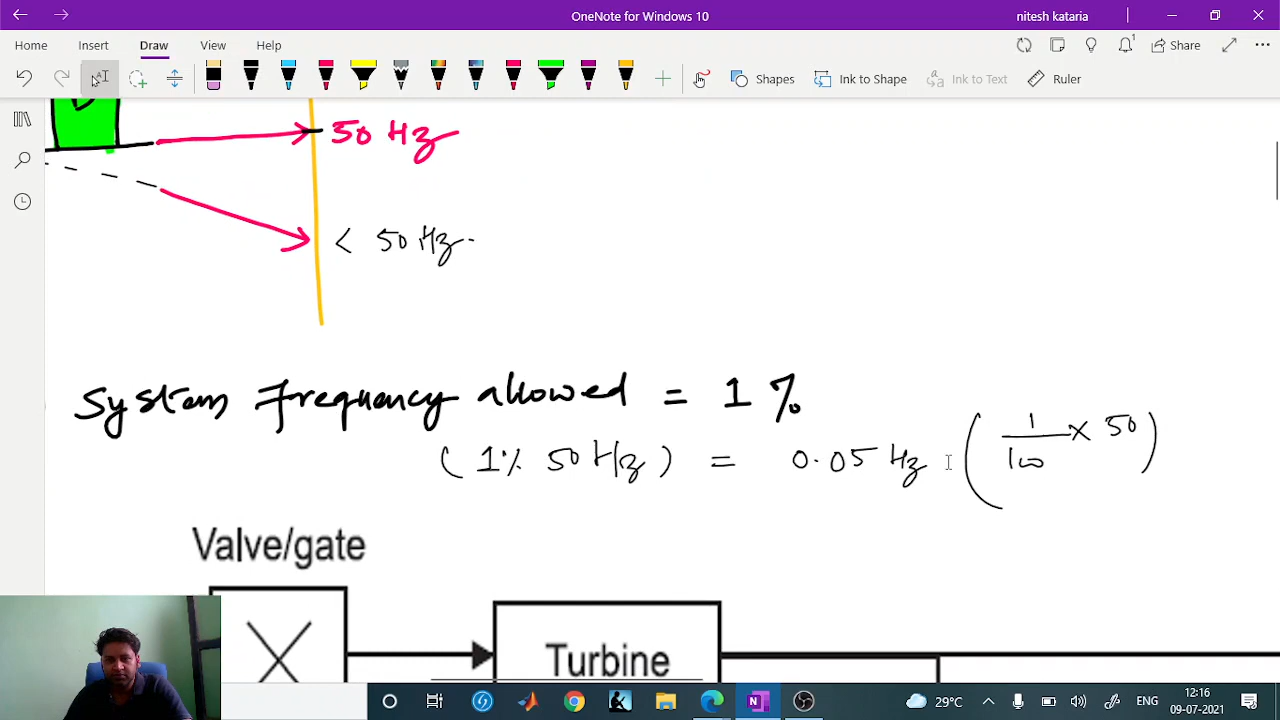 OneNote for Windows 10
nitesh kataria
Home Insert Draw View Help
Share
Shapes
Ink to Shape
Ink to Text
Ruler
50 Hz
< 50 Hz.
System Frequency allowed = 1 %
(1% 50 Hz) = 0.05 Hz (1/100 × 50)
Valve/gate
Turbine
29°C
ENG
12:16
09-07-2021